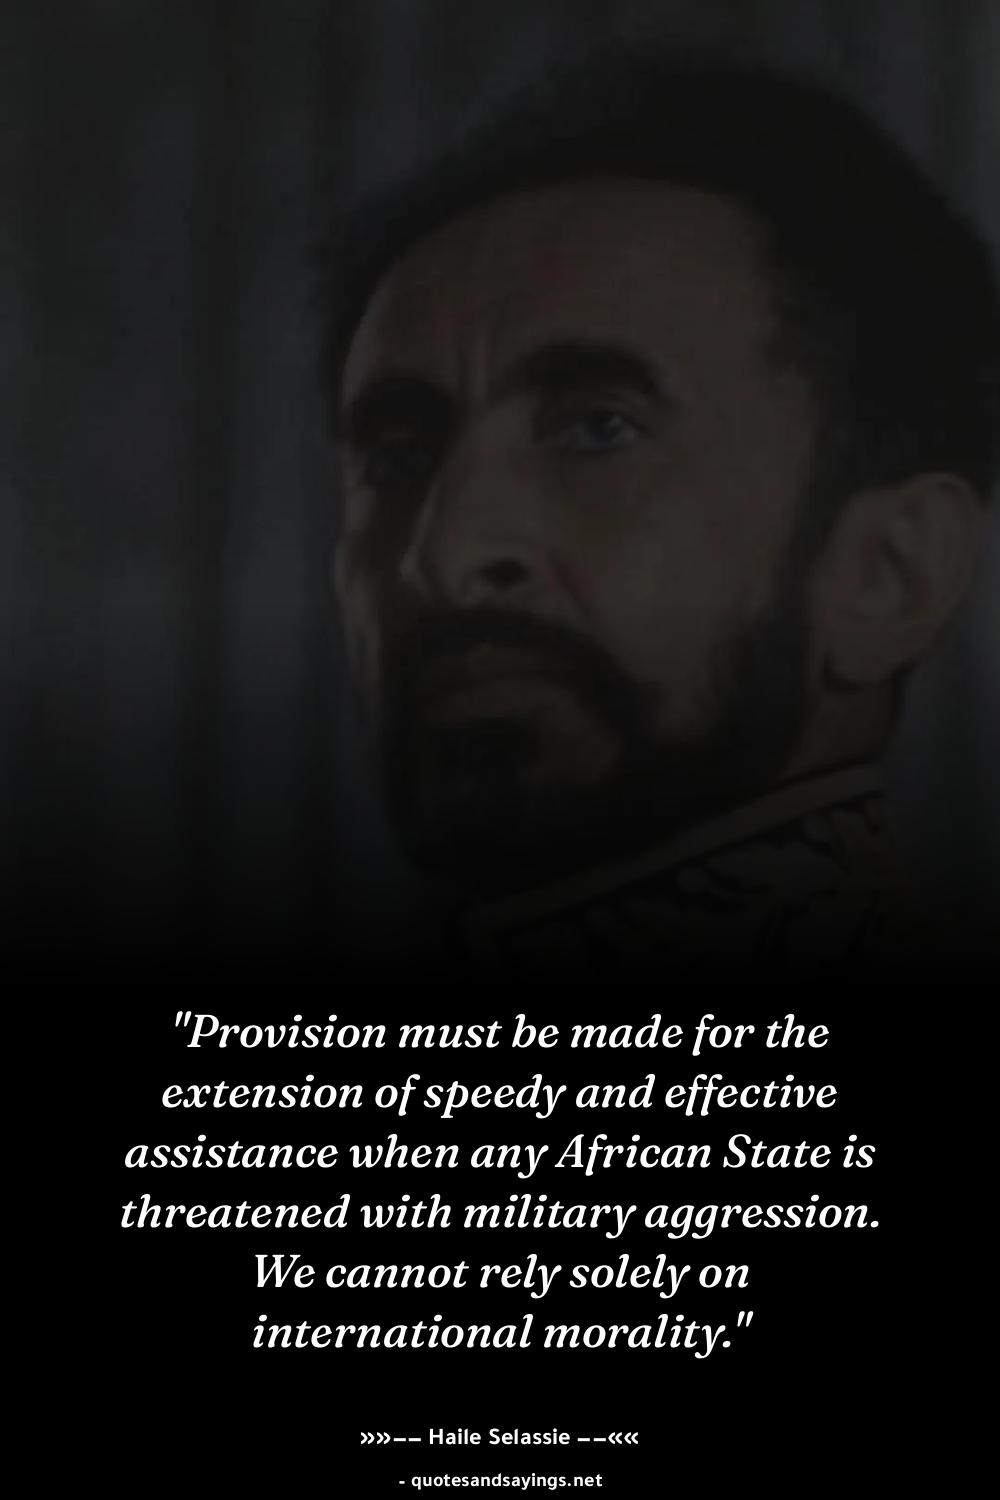 "Provision must be made for the
extension of speedy and effective
assistance when any African State is
threatened with military aggression.
We cannot rely solely on
international morality."
»»–– Haile Selassie ––««
- quotesandsayings.net